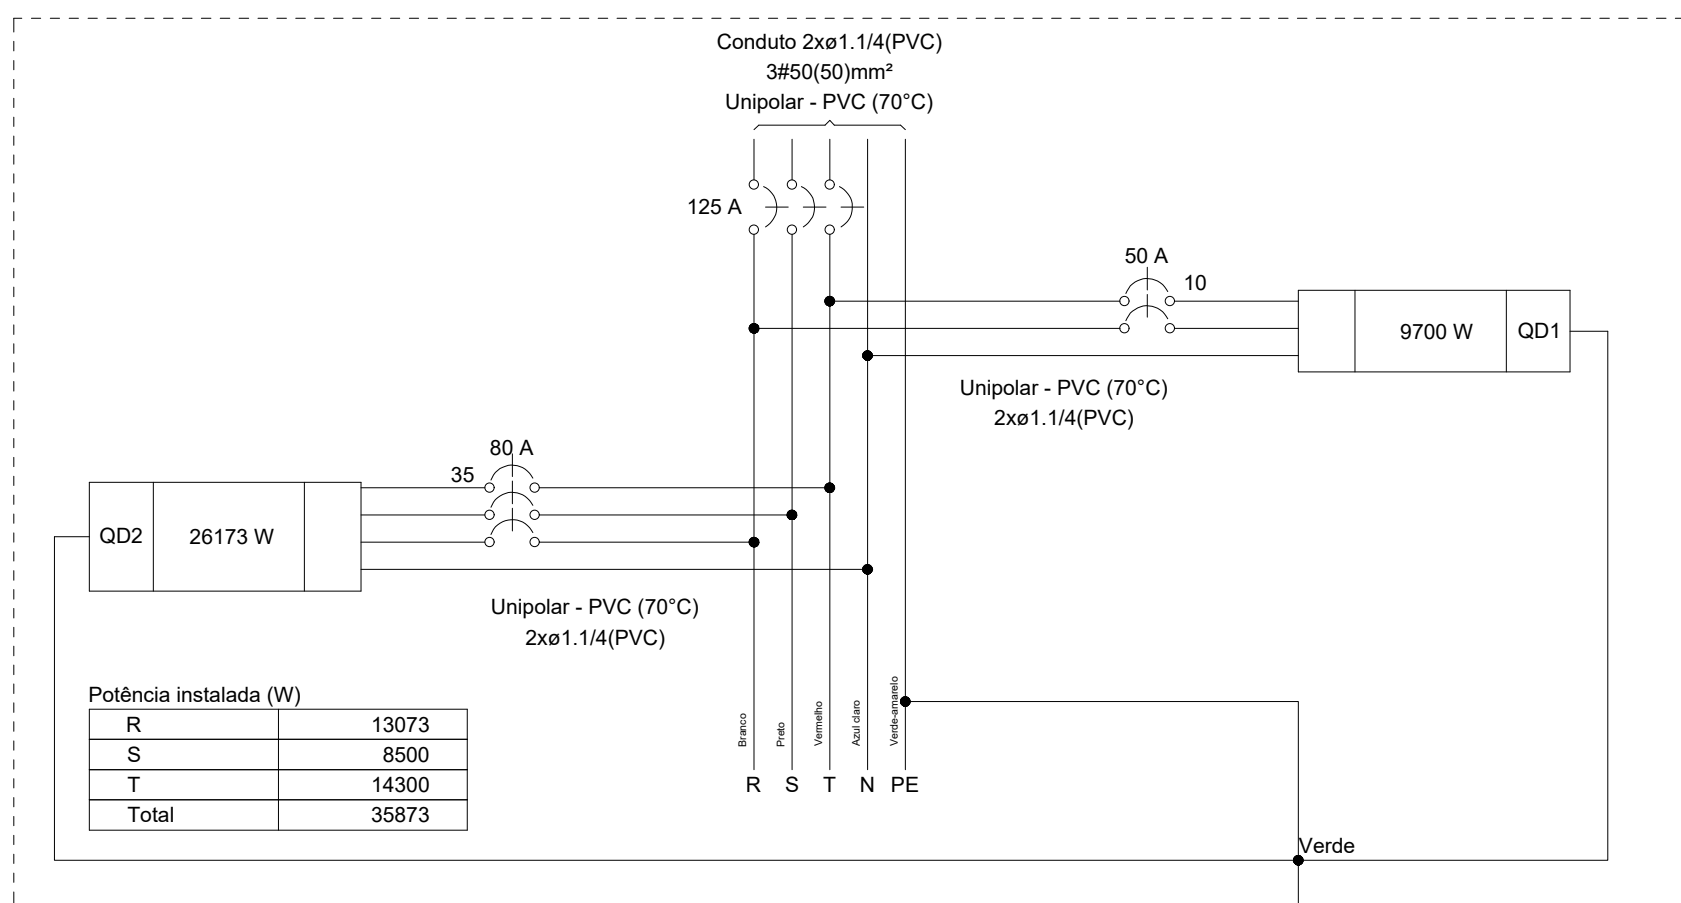 Conduto 2xø1.1/4(PVC)
3#50(50)mm²
Unipolar - PVC (70°C)
125 A
50 A
10
9700 W
QD1
Unipolar - PVC (70°C)
2xø1.1/4(PVC)
80 A
35
QD2
26173 W
Unipolar - PVC (70°C)
2xø1.1/4(PVC)
Potência instalada (W)
R 13073
S 8500
T 14300
Total 35873
Branco
Preto
Vermelho
Azul claro
Verde-amarelo
R S T N PE
Verde